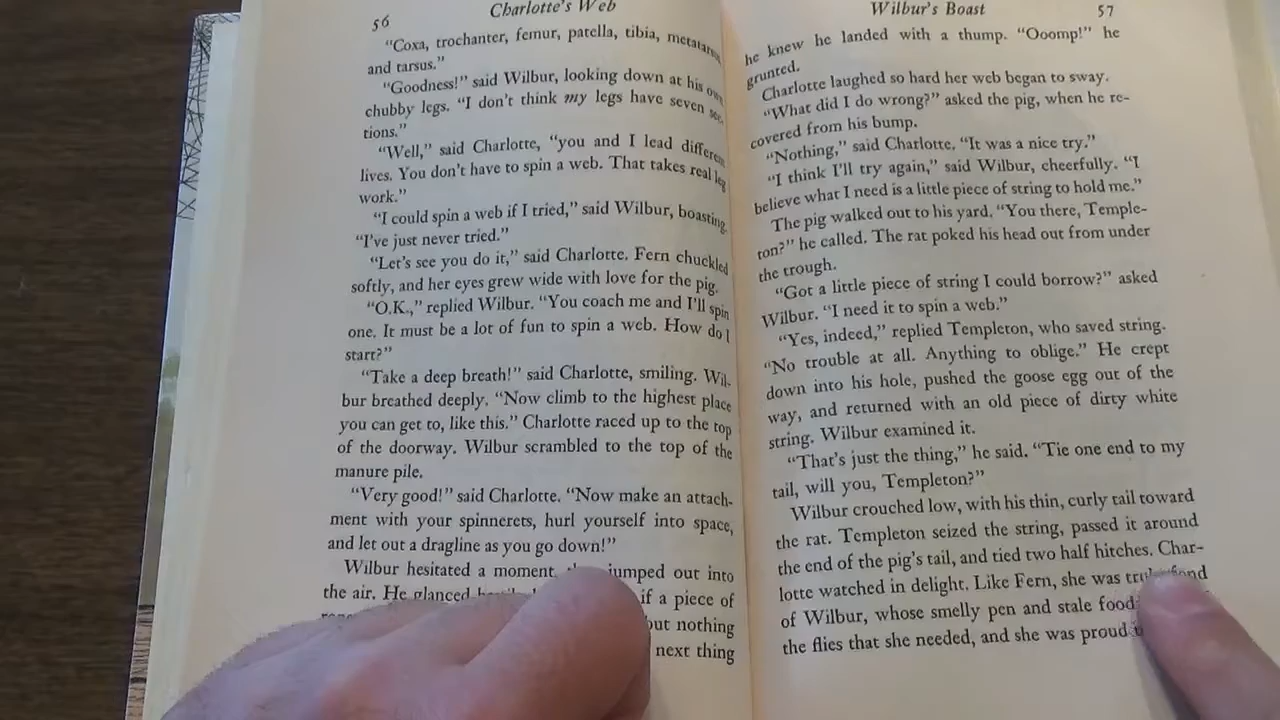 56
Charlotte's Web
"Coxa, trochanter, femur, patella, tibia,
and tarsus."
"Goodness!" said Wilbur, looking down at his
chubby legs. "I don't think my legs have seven
tions."
"Well," said Charlotte, "you and I lead different
lives. You don't have to spin a web. That takes real leg
work."
"I could spin a web if I tried," said Wilbur, boasting.
"I've just never tried."
"Let's see you do it," said Charlotte. Fern chuckled
softly, and her eyes grew wide with love for the pig.
"O.K.," replied Wilbur. "You coach me and I'll spin
one. It must be a lot of fun to spin a web. How do I
start?"
"Take a deep breath!" said Charlotte, smiling. Wil-
bur breathed deeply. "Now climb to the highest place
you can get to, like this." Charlotte raced up to the top
of the doorway. Wilbur scrambled to the top of the
manure pile.
"Very good!" said Charlotte. "Now make an attach-
ment with your spinnerets, hurl yourself into space,
and let out a dragline as you go down!"
Wilbur hesitated a moment, jumped out into
the air. He glanced if a piece of
but nothing
next thing
Wilbur's Boast
57
he knew he landed with a thump. "Ooomp!" he
grunted.
Charlotte laughed so hard her web began to sway.
"What did I do wrong?" asked the pig, when he re-
covered from his bump.
"Nothing," said Charlotte. "It was a nice try."
"I think I'll try again," said Wilbur, cheerfully. "I
believe what I need is a little piece of string to hold me."
The pig walked out to his yard. "You there, Temple-
ton?" he called. The rat poked his head out from under
the trough.
"Got a little piece of string I could borrow?" asked
Wilbur. "I need it to spin a web."
"Yes, indeed," replied Templeton, who saved string.
"No trouble at all. Anything to oblige." He crept
down into his hole, pushed the goose egg out of the
way, and returned with an old piece of dirty white
string. Wilbur examined it.
"That's just the thing," he said. "Tie one end to my
tail, will you, Templeton?"
Wilbur crouched low, with his thin, curly tail toward
the rat. Templeton seized the string, passed it around
the end of the pig's tail, and tied two half hitches. Char-
lotte watched in delight. Like Fern, she was truly fond
of Wilbur, whose smelly pen and stale food
the flies that she needed, and she was proud